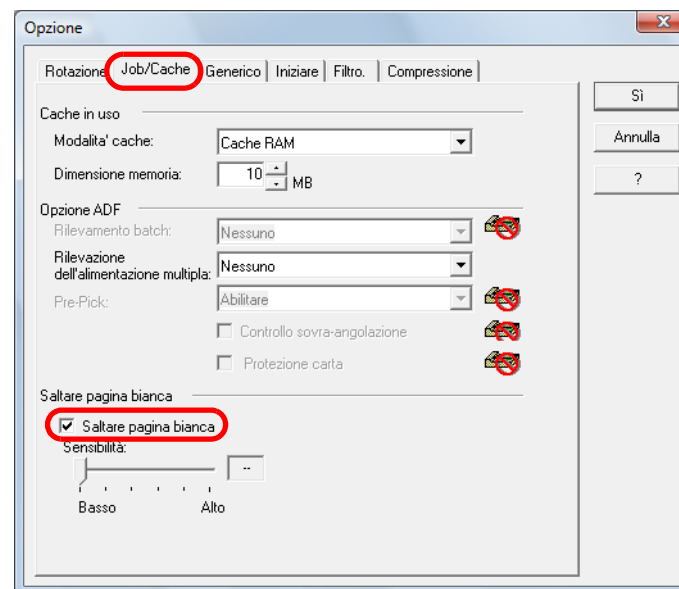 Opzione
Rotazione Job/Cache Generico Iniziare Filtro. Compressione
Sì
Annulla
?
Cache in uso
Modalita' cache: Cache RAM
Dimensione memoria: 10 MB
Opzione ADF
Rilevamento batch: Nessuno
Rilevazione
dell'alimentazione multipla: Nessuno
Pre-Pick: Abilitare
Controllo sovra-angolazione
Protezione carta
Saltare pagina bianca
Saltare pagina bianca
Sensibilità:
--
Basso Alto